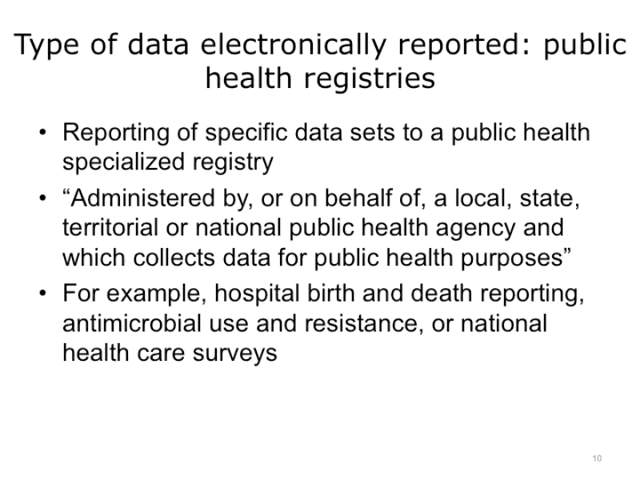 Type of data electronically reported: public
health registries
• Reporting of specific data sets to a public health
specialized registry
• “Administered by, or on behalf of, a local, state,
territorial or national public health agency and
which collects data for public health purposes”
• For example, hospital birth and death reporting,
antimicrobial use and resistance, or national
health care surveys
10